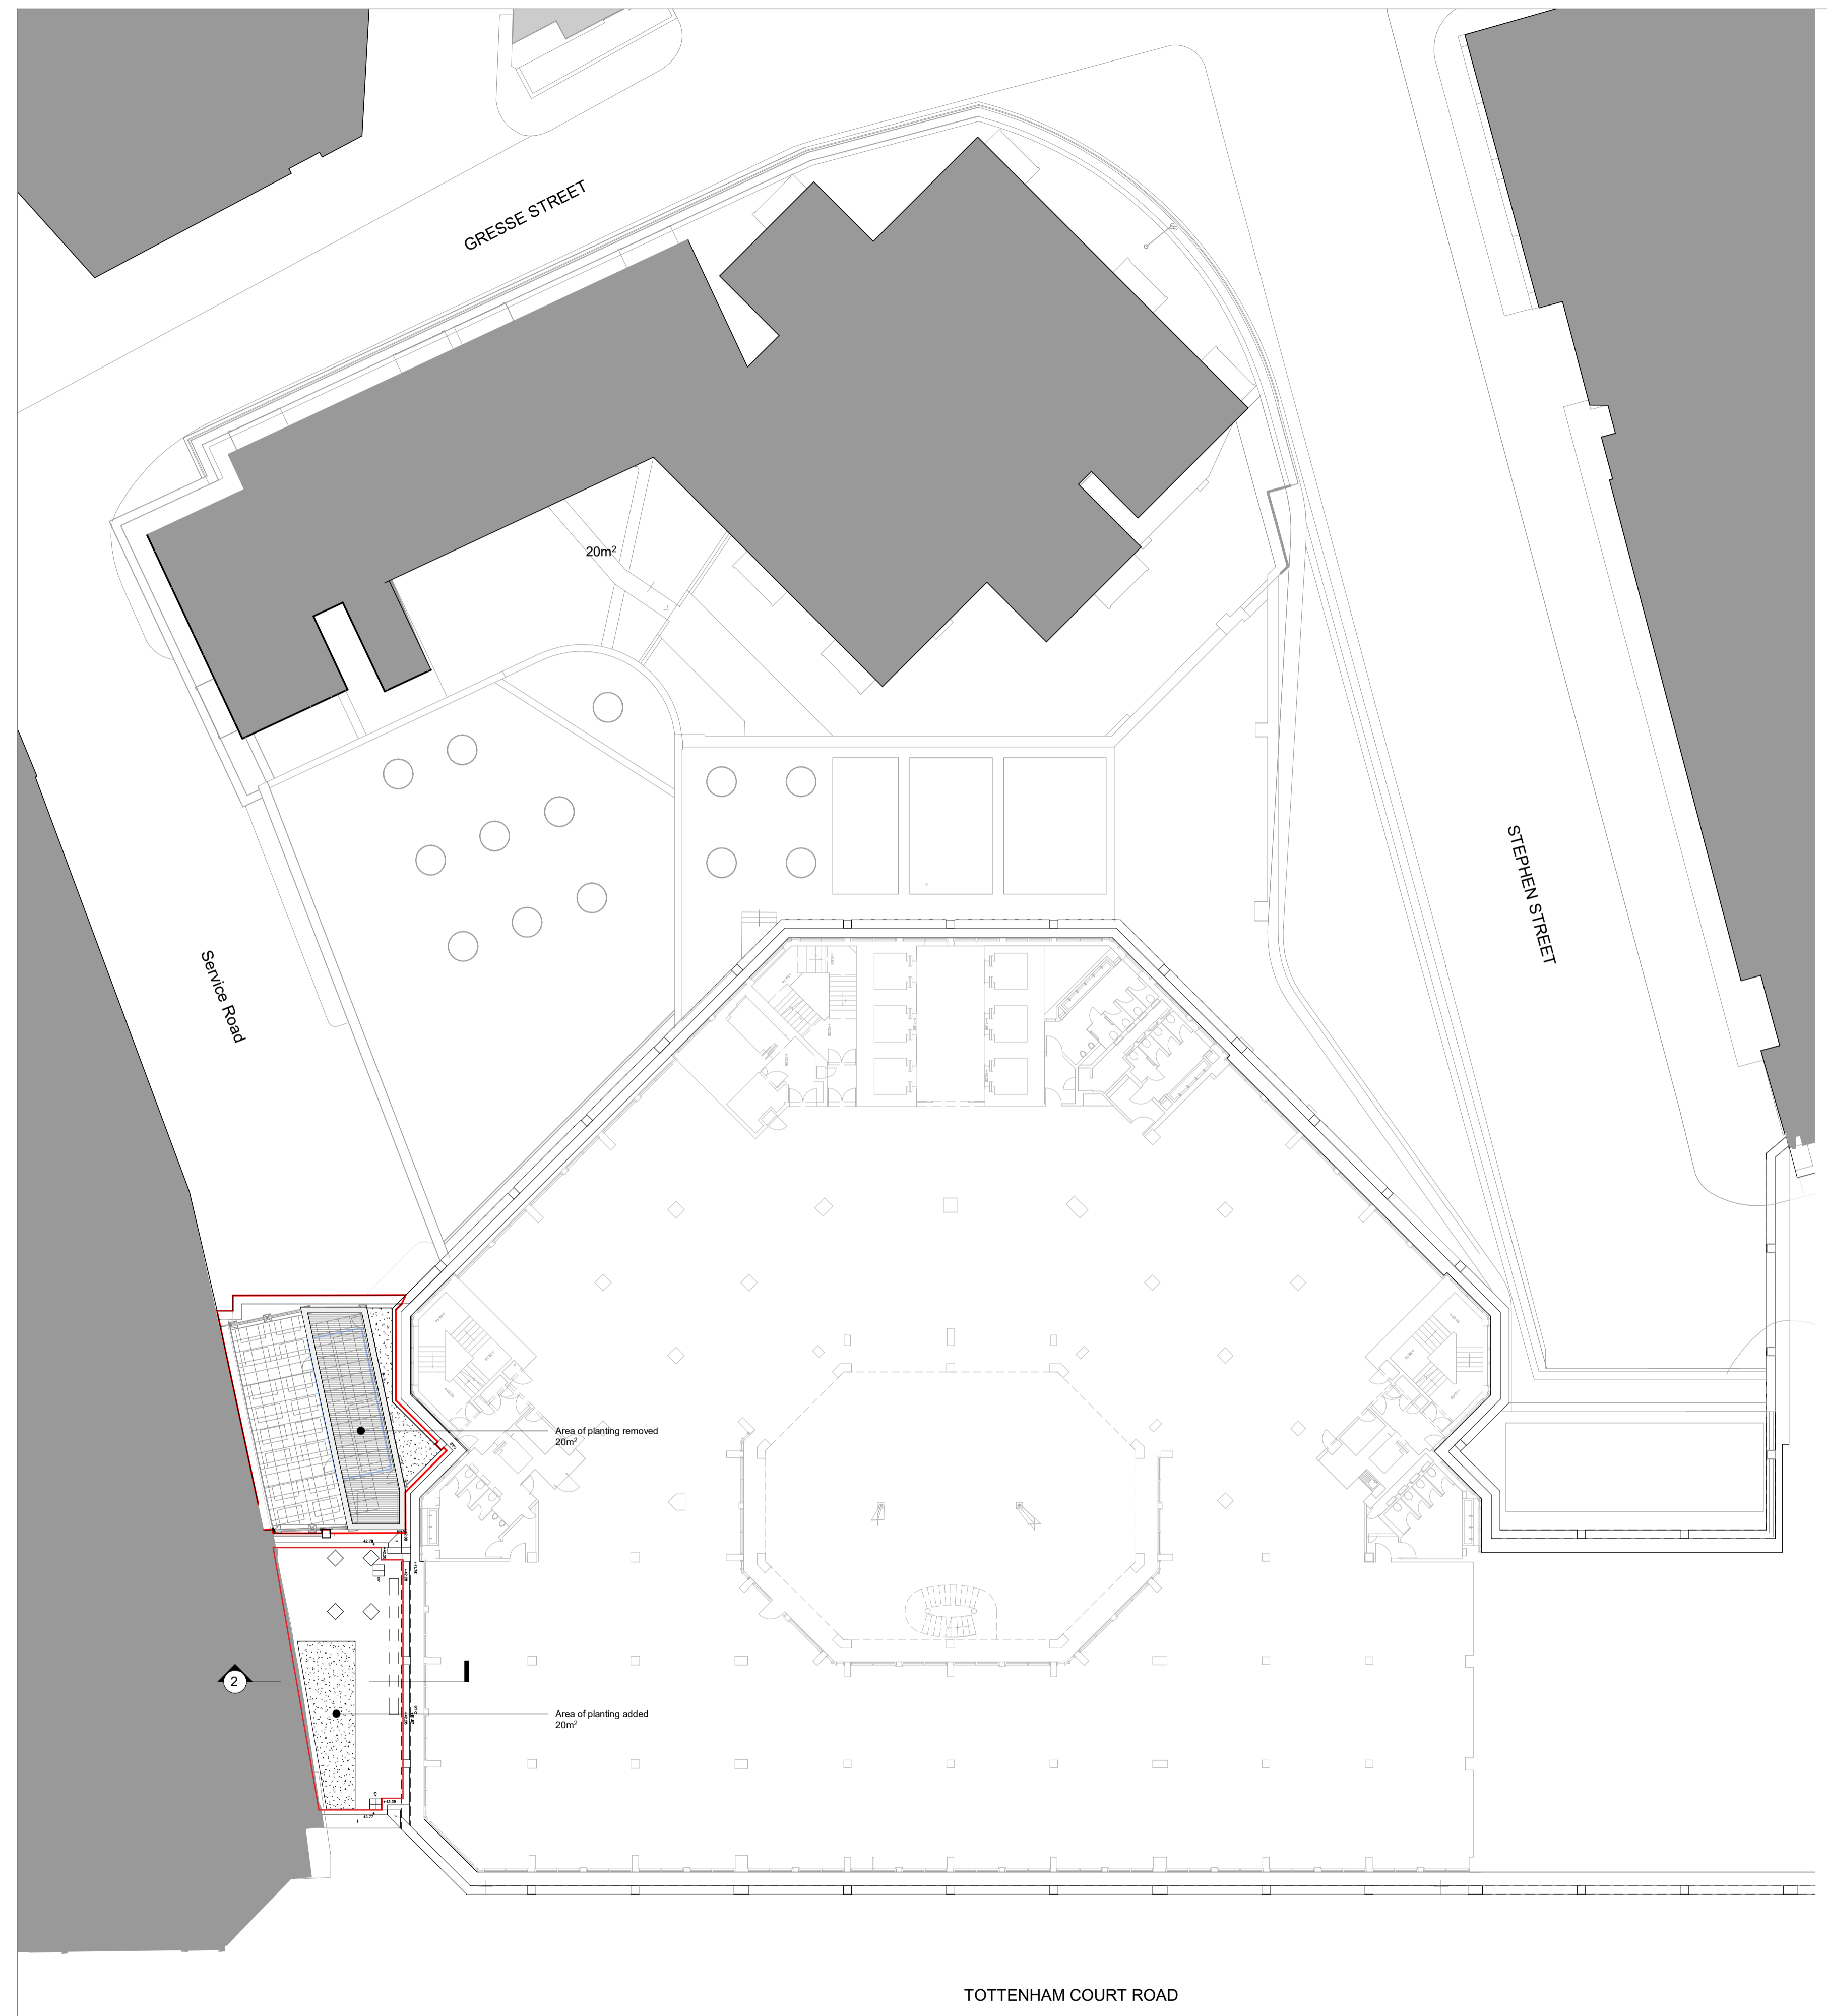 GRESSE STREET
20m²
STEPHEN STREET
Service Road
Area of planting removed
20m²
2
Area of planting added
20m²
TOTTENHAM COURT ROAD